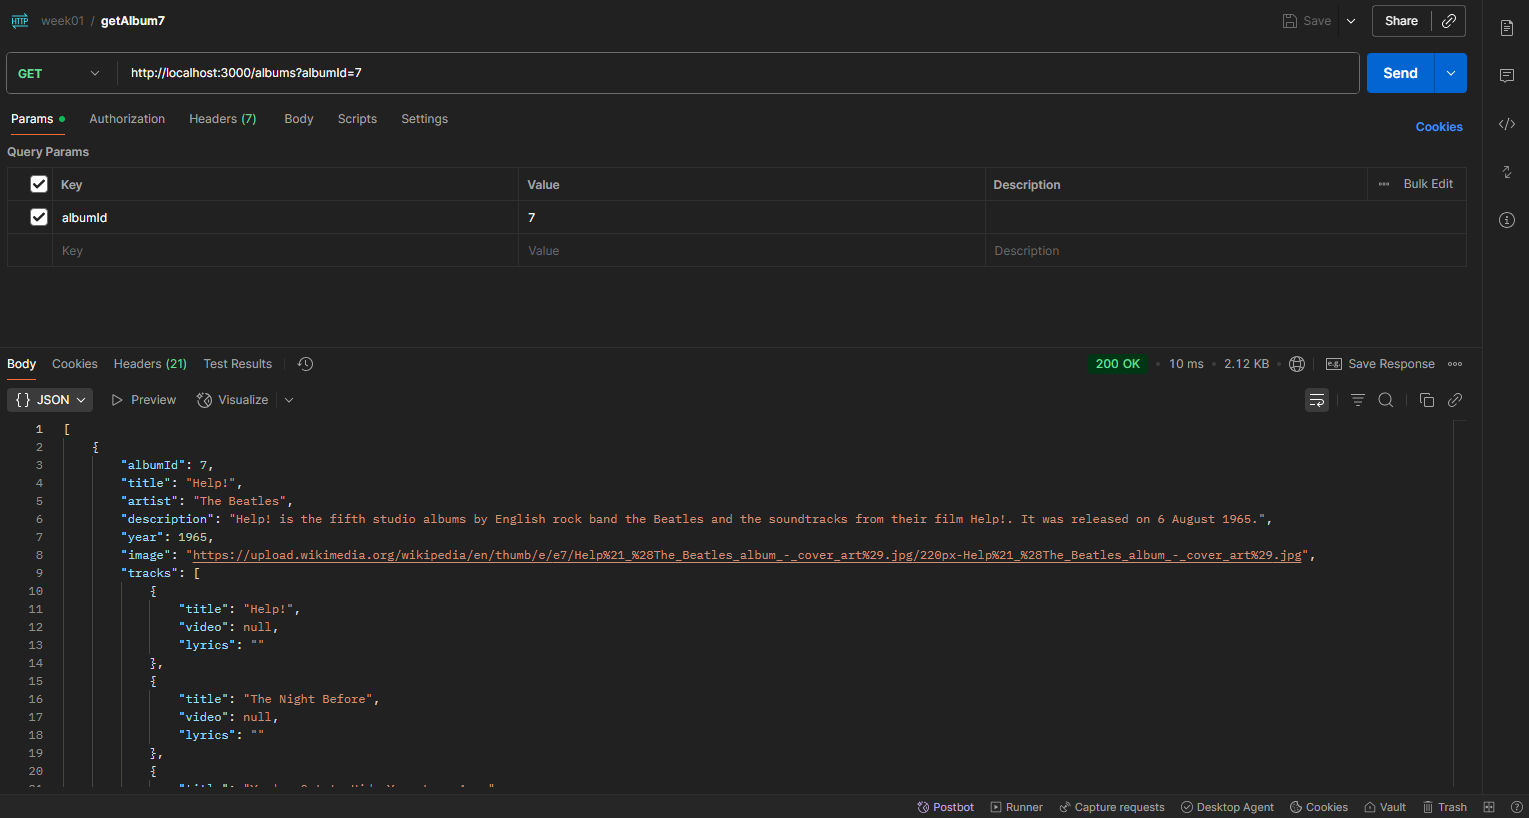 HTTP week01 / getAlbum7 Save Share
GET http://localhost:3000/albums?albumId=7 Send
Params Authorization Headers (7) Body Scripts Settings Cookies
Query Params
Key Value Description Bulk Edit
albumId 7
Key Value Description
Body Cookies Headers (21) Test Results 200 OK 10 ms 2.12 KB e.g. Save Response
{} JSON Preview Visualize
1 [
2 {
3 "albumId": 7,
4 "title": "Help!",
5 "artist": "The Beatles",
6 "description": "Help! is the fifth studio albums by English rock band the Beatles and the soundtracks from their film Help!. It was released on 6 August 1965.",
7 "year": 1965,
8 "image": "https://upload.wikimedia.org/wikipedia/en/thumb/e/e7/Help%21_%28The_Beatles_album_-_cover_art%29.jpg/220px-Help%21_%28The_Beatles_album_-_cover_art%29.jpg",
9 "tracks": [
10 {
11 "title": "Help!",
12 "video": null,
13 "lyrics": ""
14 },
15 {
16 "title": "The Night Before",
17 "video": null,
18 "lyrics": ""
19 },
20 {
Postbot Runner Capture requests Desktop Agent Cookies Vault Trash